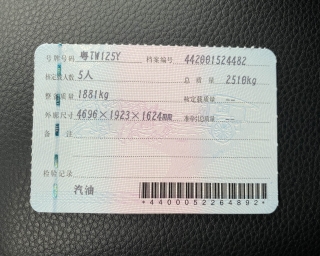 号牌号码 粤TW125Y 档案编号 442001524482
核定载人数 5人 总质量 2510kg
整备质量 1881kg 核定载质量 --
外廓尺寸 4696×1923×1624mm 准牵引总质量 --
备注
检验记录
汽油
*4400052264892*